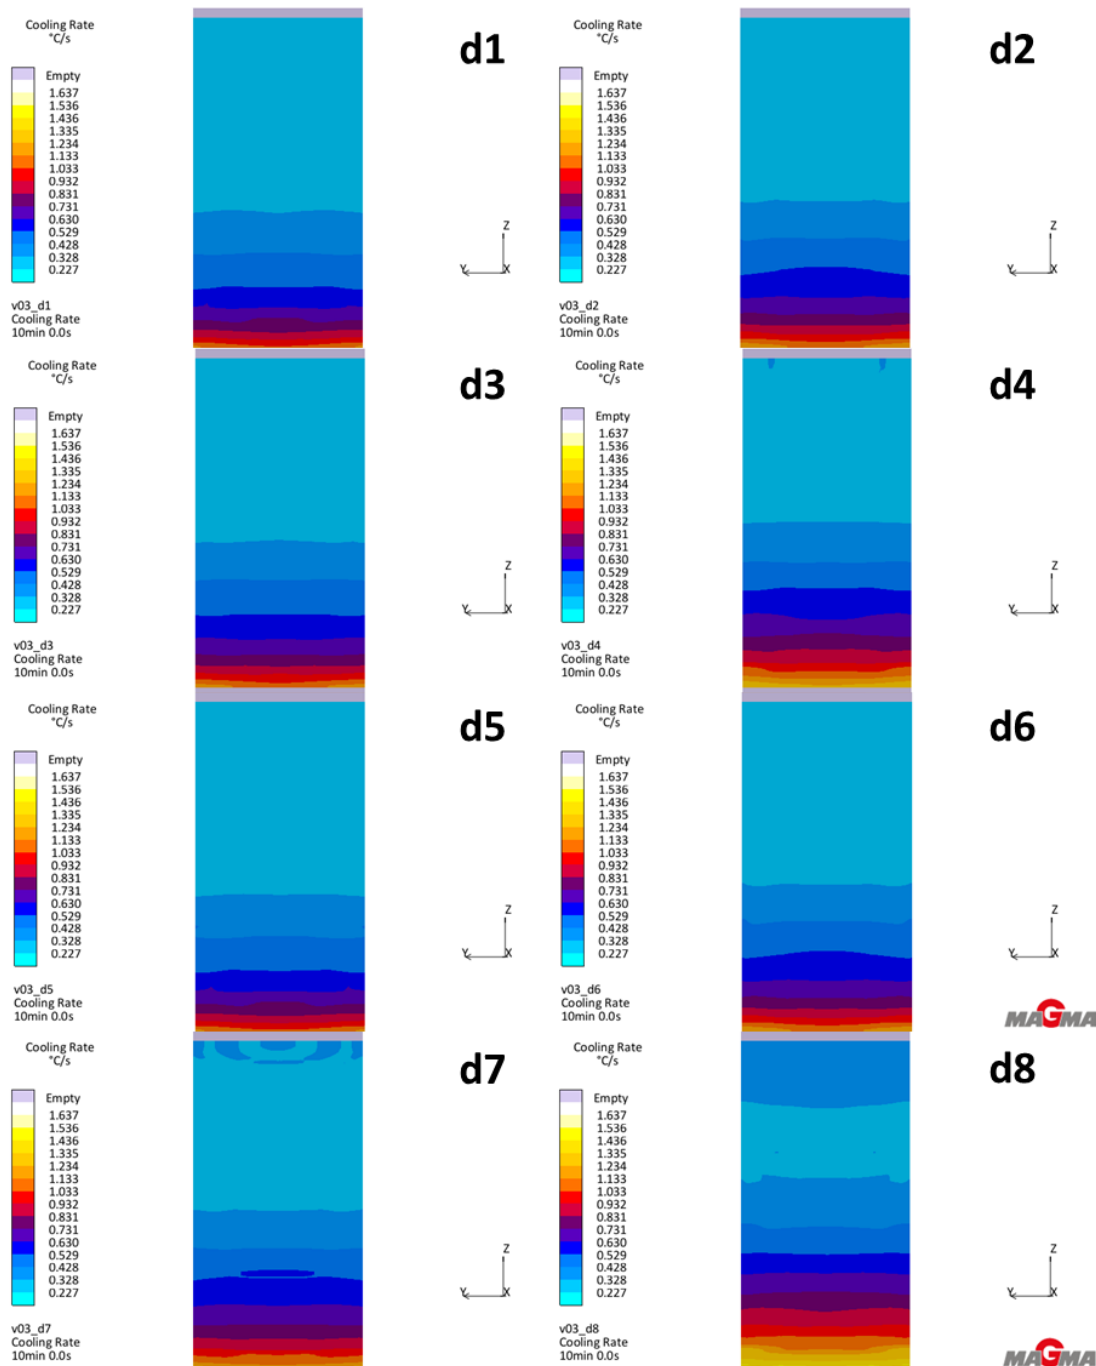 Cooling Rate
°C/s
d1
Empty
1.637
1.536
1.436
1.335
1.234
1.133
1.033
0.932
0.831
0.731
0.630
0.529
0.428
0.328
0.227
Z
Y
X
v03_d1
Cooling Rate
10min 0.0s
Cooling Rate
°C/s
d2
Empty
1.637
1.536
1.436
1.335
1.234
1.133
1.033
0.932
0.831
0.731
0.630
0.529
0.428
0.328
0.227
Z
Y
X
v03_d2
Cooling Rate
10min 0.0s
Cooling Rate
°C/s
d3
Empty
1.637
1.536
1.436
1.335
1.234
1.133
1.033
0.932
0.831
0.731
0.630
0.529
0.428
0.328
0.227
Z
Y
X
v03_d3
Cooling Rate
10min 0.0s
Cooling Rate
°C/s
d4
Empty
1.637
1.536
1.436
1.335
1.234
1.133
1.033
0.932
0.831
0.731
0.630
0.529
0.428
0.328
0.227
Z
Y
X
v03_d4
Cooling Rate
10min 0.0s
Cooling Rate
°C/s
d5
Empty
1.637
1.536
1.436
1.335
1.234
1.133
1.033
0.932
0.831
0.731
0.630
0.529
0.428
0.328
0.227
Z
Y
X
v03_d5
Cooling Rate
10min 0.0s
Cooling Rate
°C/s
d6
Empty
1.637
1.536
1.436
1.335
1.234
1.133
1.033
0.932
0.831
0.731
0.630
0.529
0.428
0.328
0.227
Z
Y
X
v03_d6
Cooling Rate
10min 0.0s
MAGMA
Cooling Rate
°C/s
d7
Empty
1.637
1.536
1.436
1.335
1.234
1.133
1.033
0.932
0.831
0.731
0.630
0.529
0.428
0.328
0.227
Z
Y
X
v03_d7
Cooling Rate
10min 0.0s
Cooling Rate
°C/s
d8
Empty
1.637
1.536
1.436
1.335
1.234
1.133
1.033
0.932
0.831
0.731
0.630
0.529
0.428
0.328
0.227
Z
Y
X
v03_d8
Cooling Rate
10min 0.0s
MAGMA